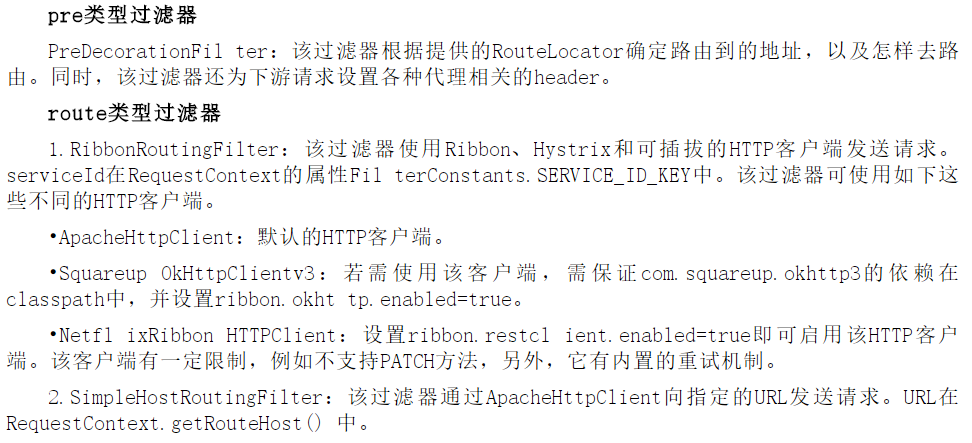 pre类型过滤器
PreDecorationFil ter：该过滤器根据提供的RouteLocator确定路由到的地址，以及怎样去路
由。同时，该过滤器还为下游请求设置各种代理相关的header。
route类型过滤器
1.RibbonRoutingFilter：该过滤器使用Ribbon、Hystrix和可插拔的HTTP客户端发送请求。
serviceId在RequestContext的属性Fil terConstants.SERVICE_ID_KEY中。该过滤器可使用如下这
些不同的HTTP客户端。
•ApacheHttpClient：默认的HTTP客户端。
•Squareup OkHttpClientv3：若需使用该客户端，需保证com.squareup.okhttp3的依赖在
classpath中，并设置ribbon.okht tp.enabled=true。
•Netfl ixRibbon HTTPClient：设置ribbon.restcl ient.enabled=true即可启用该HTTP客户
端。该客户端有一定限制，例如不支持PATCH方法，另外，它有内置的重试机制。
2.SimpleHostRoutingFilter：该过滤器通过ApacheHttpClient向指定的URL发送请求。URL在
RequestContext.getRouteHost() 中。